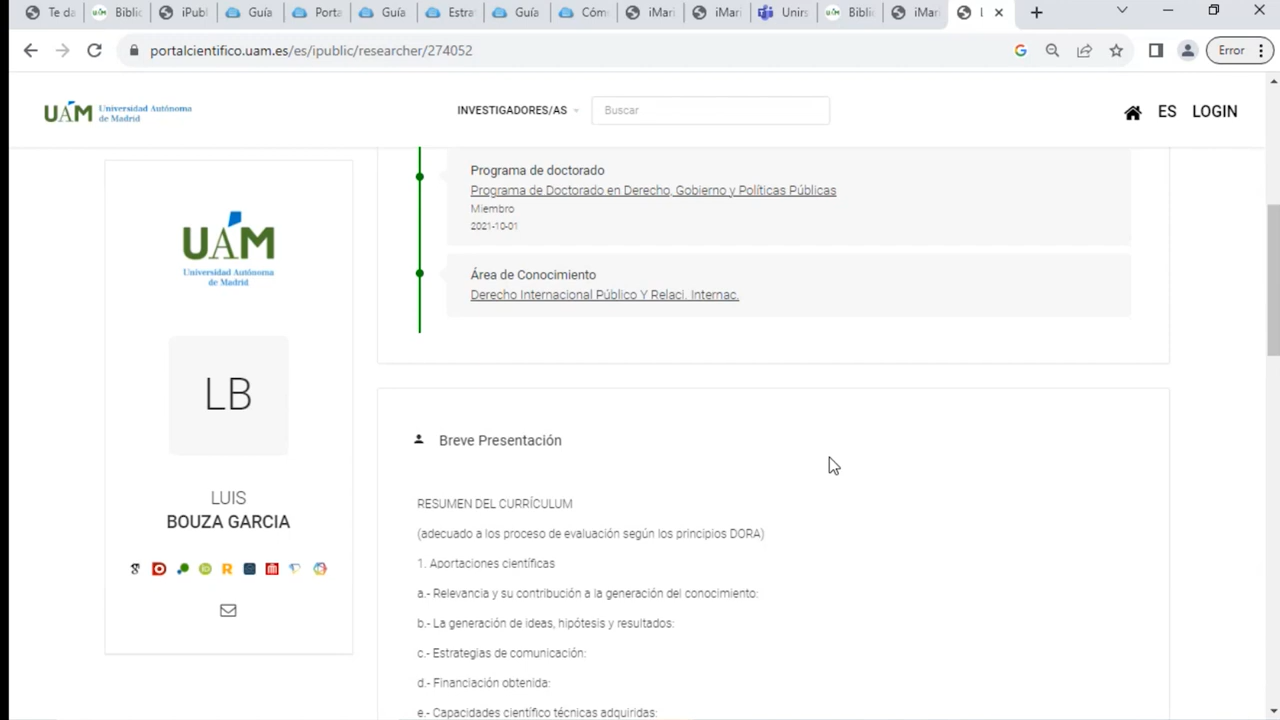 Te da
Biblio
iPubl
Guía
Porta
Guía
Estra
Guía
Cóm
iMari
iMari
Unirs
Biblio
iMari
portalcientifico.uam.es/es/ipublic/researcher/274052
Error
UAM Universidad Autónoma
de Madrid
INVESTIGADORES/AS
Buscar
ES
LOGIN
Programa de doctorado
Programa de Doctorado en Derecho, Gobierno y Políticas Públicas
Miembro
2021-10-01
UAM
Universidad Autónoma
de Madrid
Área de Conocimiento
Derecho Internacional Público Y Relaci. Internac.
LB
LUIS
BOUZA GARCIA
Breve Presentación
RESUMEN DEL CURRÍCULUM
(adecuado a los proceso de evaluación según los principios DORA)
1. Aportaciones científicas
a.- Relevancia y su contribución a la generación del conocimiento:
b.- La generación de ideas, hipótesis y resultados:
c.- Estrategias de comunicación:
d.- Financiación obtenida:
e.- Capacidades científico técnicas adquiridas: